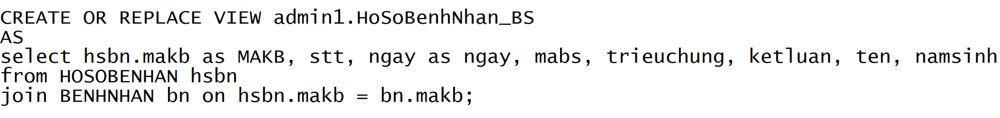 CREATE OR REPLACE VIEW admin1.HoSoBenhNhan_BS
AS
select hsbn.makb as MAKB, stt, ngay as ngay, mabs, trieuchung, ketluan, ten, namsinh
from HOSOBENHAN hsbn
join BENHNHAN bn on hsbn.makb = bn.makb;